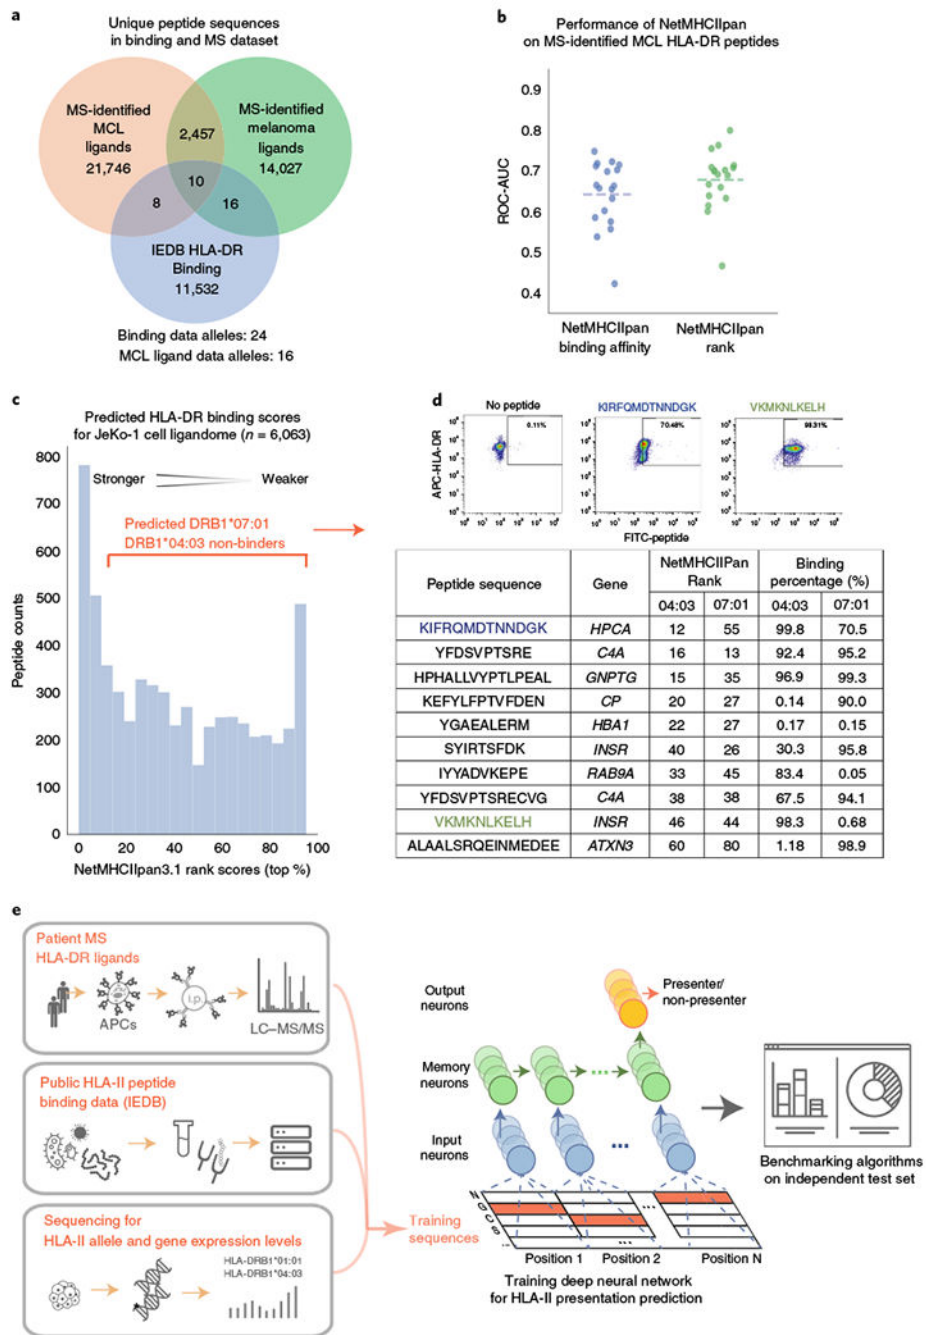 a
Unique peptide sequences
in binding and MS dataset
MS-identified
MCL
ligands
21,746
2,457
MS-identified
melanoma
ligands
14,027
10
8
16
IEDB HLA-DR
Binding
11,532
Binding data alleles: 24
MCL ligand data alleles: 16
b
Performance of NetMHCIIpan
on MS-identified MCL HLA-DR peptides
ROC-AUC
0.9
0.8
0.7
0.6
0.5
0.4
NetMHCIIpan
binding affinity
NetMHCIIpan
rank
c
Predicted HLA-DR binding scores
for JeKo-1 cell ligandome (n = 6,063)
Stronger
Weaker
Predicted DRB1*07:01
DRB1*04:03 non-binders
Peptide counts
800
700
600
500
400
300
200
100
0
0 20 40 60 80 100
NetMHCIIpan3.1 rank scores (top %)
d
No peptide
KIRFQMDTNNDGK
VKMKNLKELH
0.11%
70.48%
98.31%
APC-HLA-DR
FITC-peptide
Peptide sequence Gene NetMHCIIPan Rank Binding percentage (%)
04:03 07:01 04:03 07:01
KIFRQMDTNNDGK HPCA 12 55 99.8 70.5
YFDSVPTSRE C4A 16 13 92.4 95.2
HPHALLVYPTLPEAL GNPTG 15 35 96.9 99.3
KEFYLFPTVFDEN CP 20 27 0.14 90.0
YGAEALERM HBA1 22 27 0.17 0.15
SYIRTSFDK INSR 40 26 30.3 95.8
IYYADVKEPE RAB9A 33 45 83.4 0.05
YFDSVPTSRECVG C4A 38 38 67.5 94.1
VKMKNLKELH INSR 46 44 98.3 0.68
ALAALSRQEINMEDEE ATXN3 60 80 1.18 98.9
e
Patient MS
HLA-DR ligands
APCs
i.p.
LC–MS/MS
Public HLA-II peptide
binding data (IEDB)
Sequencing for
HLA-II allele and gene expression levels
HLA-DRB1*01:01
HLA-DRB1*04:03
Training
sequences
Output
neurons
Presenter/
non-presenter
Memory
neurons
Input
neurons
...
Position 1 Position 2 Position N
Training deep neural network
for HLA-II presentation prediction
Benchmarking algorithms
on independent test set